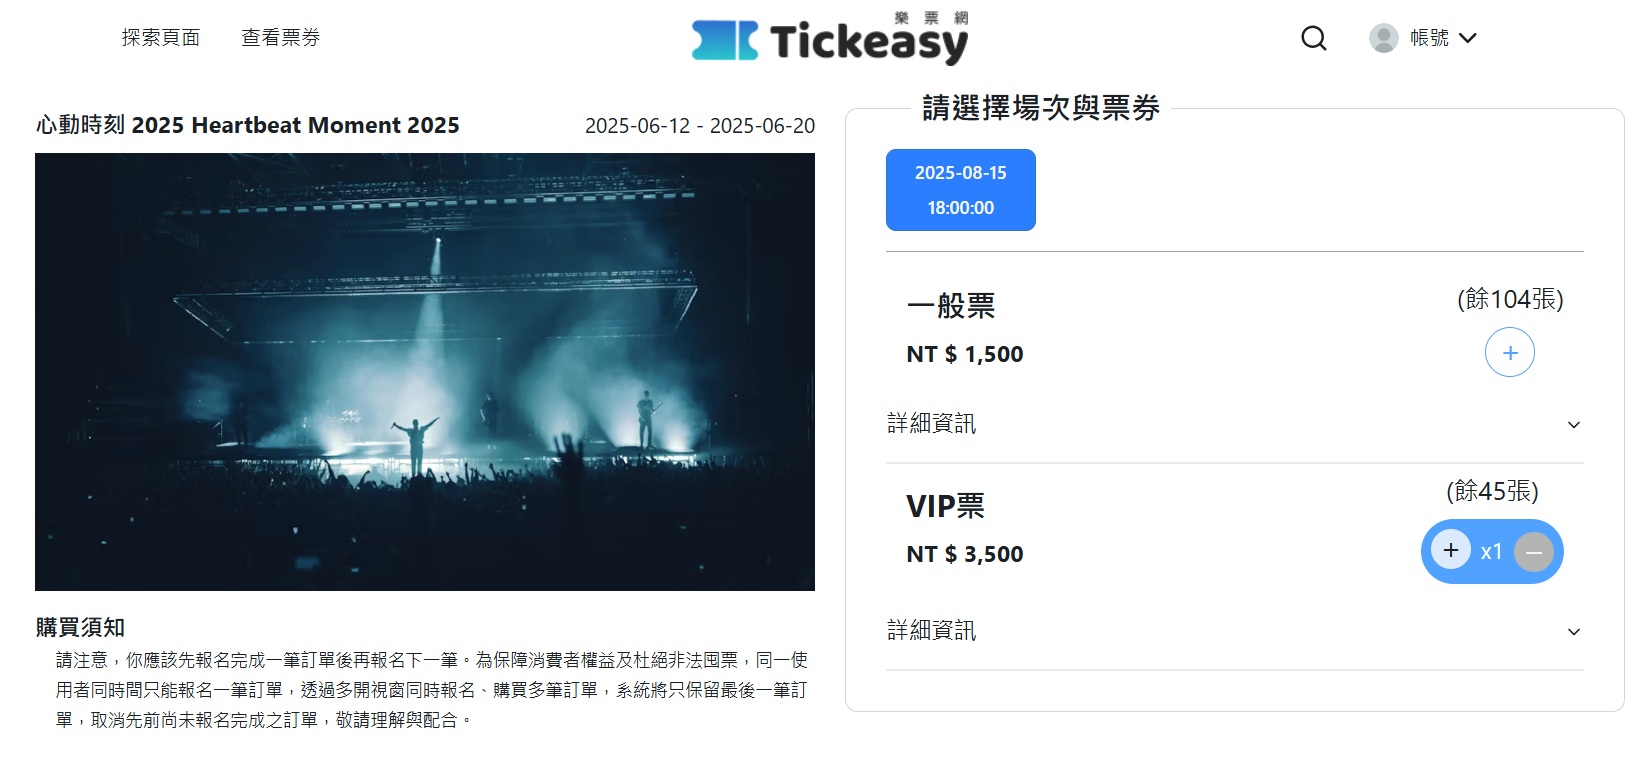 探索頁面
查看票券
樂票網
Tickeasy
帳號
心動時刻 2025 Heartbeat Moment 2025
2025-06-12 - 2025-06-20
購買須知
請注意，你應該先報名完成一筆訂單後再報名下一筆。為保障消費者權益及杜絕非法囤票，同一使
用者同時間只能報名一筆訂單，透過多開視窗同時報名、購買多筆訂單，系統將只保留最後一筆訂
單，取消先前尚未報名完成之訂單，敬請理解與配合。
請選擇場次與票券
2025-08-15
18:00:00
一般票
(餘104張)
NT $ 1,500
+
詳細資訊
VIP票
(餘45張)
NT $ 3,500
+ x1 −
詳細資訊